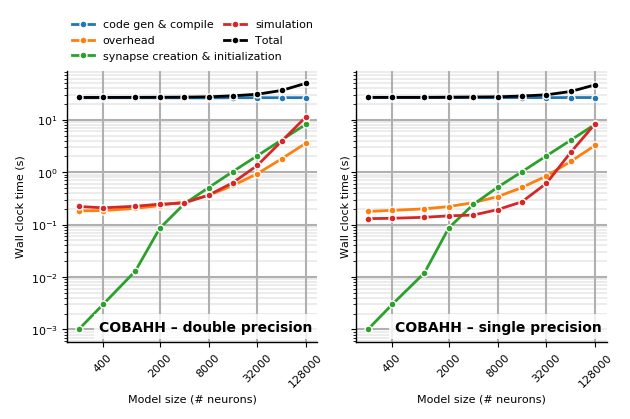 code gen & compile
overhead
synapse creation & initialization
simulation
Total
Wall clock time (s)
10¹
10⁰
10⁻¹
10⁻²
10⁻³
COBAHH – double precision
400
2000
8000
32000
128000
Model size (# neurons)
Wall clock time (s)
COBAHH – single precision
400
2000
8000
32000
128000
Model size (# neurons)